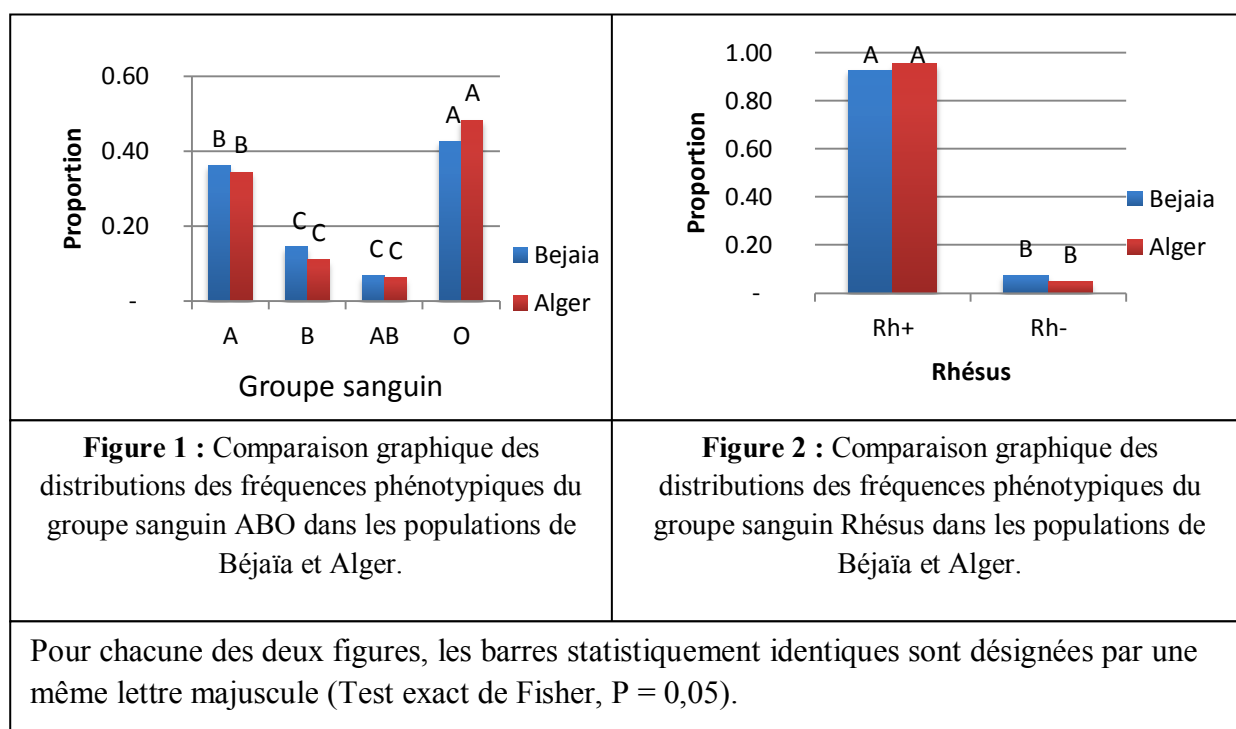 0.60
0.40
0.20
-
Proportion
B B
C C
C C
A A
A B AB O
Groupe sanguin
Bejaia
Alger
1.00
0.80
0.60
0.40
0.20
-
Proportion
A A
B B
Rh+ Rh-
Rhésus
Bejaia
Alger
Figure 1 : Comparaison graphique des
distributions des fréquences phénotypiques du
groupe sanguin ABO dans les populations de
Béjaïa et Alger.
Figure 2 : Comparaison graphique des
distributions des fréquences phénotypiques du
groupe sanguin Rhésus dans les populations de
Béjaïa et Alger.
Pour chacune des deux figures, les barres statistiquement identiques sont désignées par une
même lettre majuscule (Test exact de Fisher, P = 0,05).